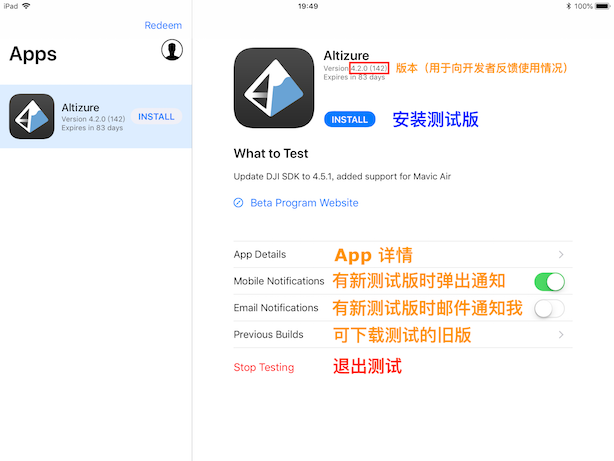 iPad
19:49
100%
Redeem
Apps
Altizure
Version 4.2.0 (142)
Expires in 83 days
INSTALL
Altizure
Version 4.2.0 (142) 版本（用于向开发者反馈使用情况）
Expires in 83 days
INSTALL 安装测试版
What to Test
Update DJI SDK to 4.5.1, added support for Mavic Air
Beta Program Website
App Details App 详情
Mobile Notifications 有新测试版时弹出通知
Email Notifications 有新测试版时邮件通知我
Previous Builds 可下载测试的旧版
Stop Testing 退出测试